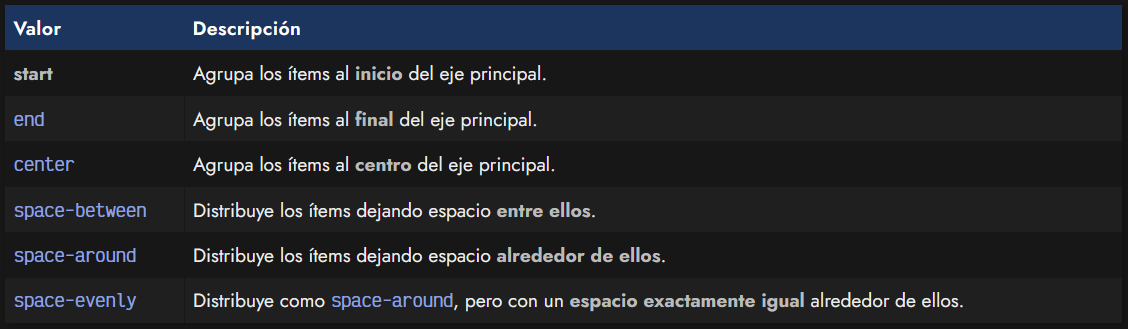 Valor Descripción
start Agrupa los ítems al inicio del eje principal.
end Agrupa los ítems al final del eje principal.
center Agrupa los ítems al centro del eje principal.
space-between Distribuye los ítems dejando espacio entre ellos.
space-around Distribuye los ítems dejando espacio alrededor de ellos.
space-evenly Distribuye como space-around, pero con un espacio exactamente igual alrededor de ellos.